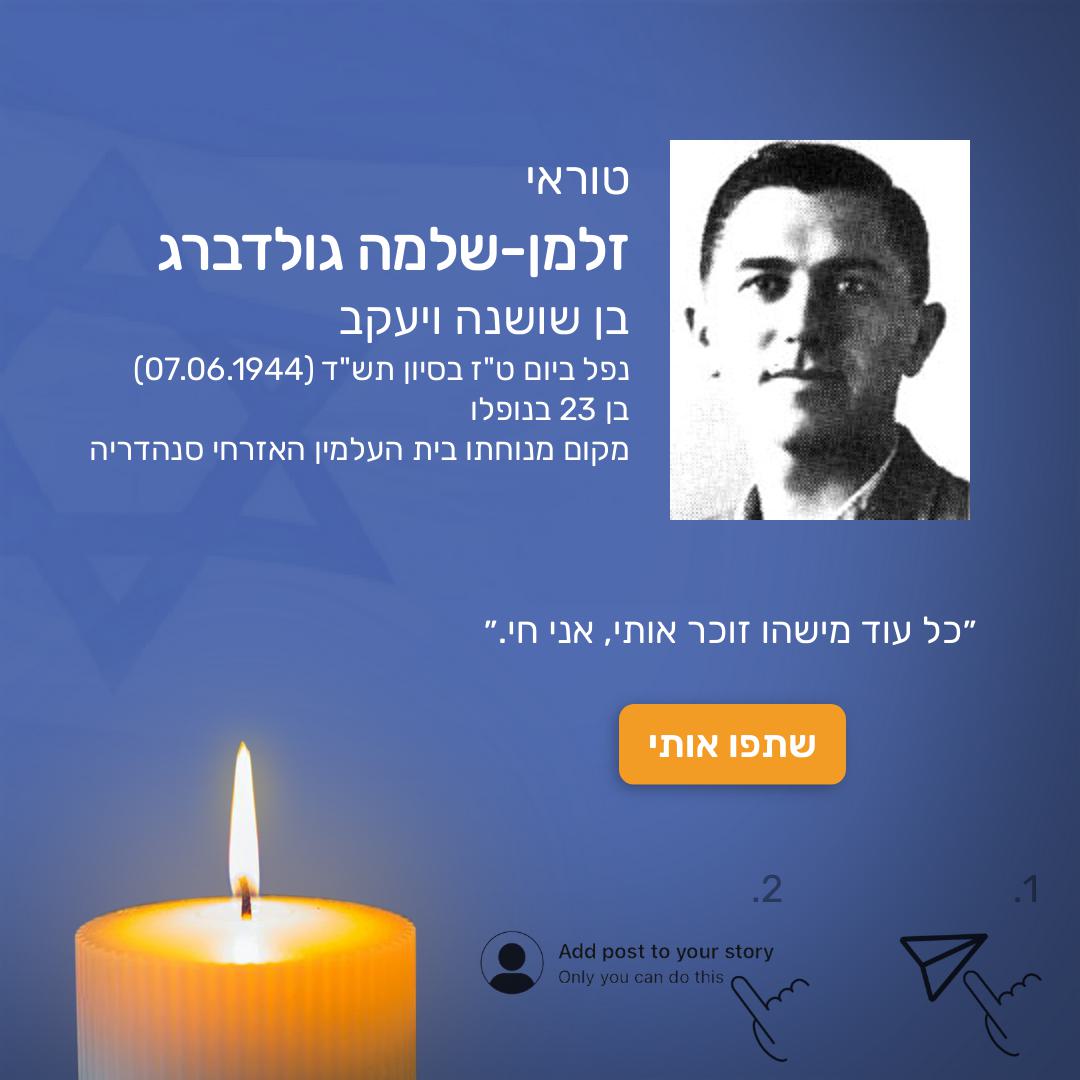 טוראי
זלמן-שלמה גולדברג
בן שושנה ויעקב
נפל ביום ט"ז בסיון תש"ד (07.06.1944)
בן 23 בנופלו
מקום מנוחתו בית העלמין האזרחי סנהדריה
״כל עוד מישהו זוכר אותי, אני חי.״
שתפו אותי
.1
.2
Add post to your story
Only you can do this